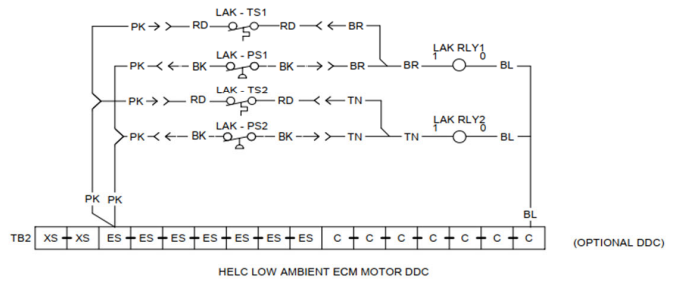 LAK - TS1
PK RD RD BR
LAK - PS1 LAK RLY1
PK BK BK BR BR 1 0 BL
LAK - TS2
PK RD RD TN
LAK - PS2 LAK RLY2
PK BK BK TN TN 1 0 BL
PK PK
BL
TB2 XS XS ES ES ES ES ES ES ES C C C C C C C (OPTIONAL DDC)
HELC LOW AMBIENT ECM MOTOR DDC